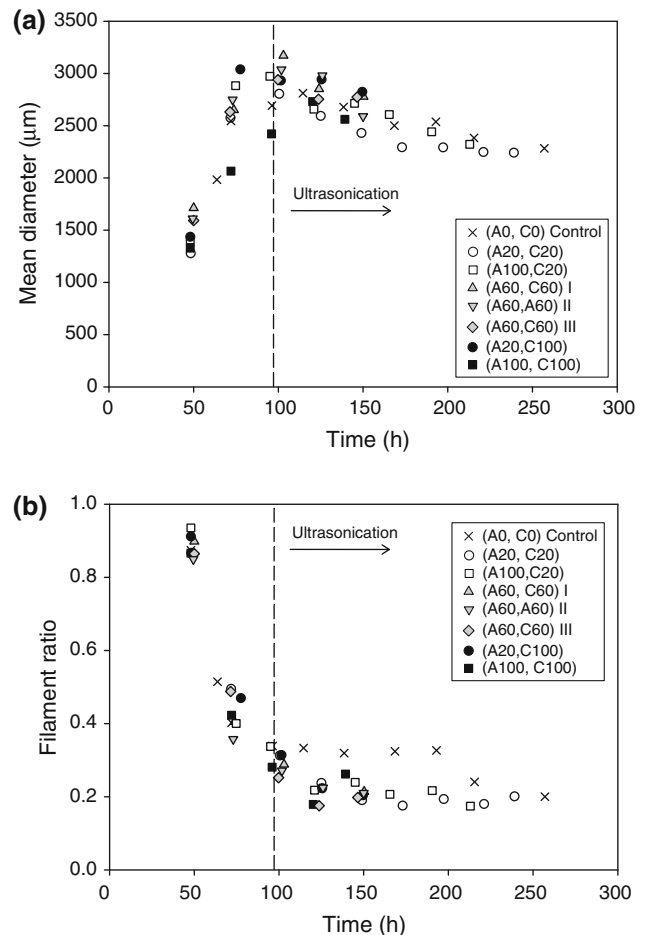 (a)
3500
3000
2500
2000
1500
1000
500
0
Mean diameter (μm)
Ultrasonication
(A0, C0) Control
(A20, C20)
(A100,C20)
(A60, C60) I
(A60,A60) II
(A60,C60) III
(A20,C100)
(A100, C100)
0 50 100 150 200 250 300
Time (h)
(b)
1.0
0.8
0.6
0.4
0.2
0.0
Filament ratio
Ultrasonication
(A0, C0) Control
(A20, C20)
(A100,C20)
(A60, C60) I
(A60,A60) II
(A60,C60) III
(A20,C100)
(A100, C100)
0 50 100 150 200 250 300
Time (h)